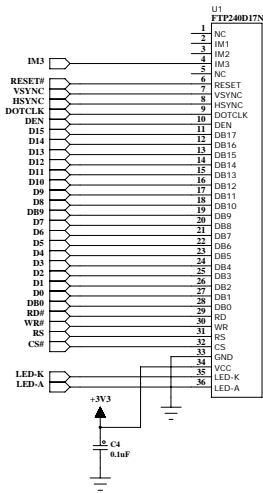 U1
FTP240D17N
1 NC
2 IM1
3 IM2
IM3 4 IM3
5 NC
RESET# 6 RESET
VSYNC 7 VSYNC
HSYNC 8 HSYNC
DOTCLK 9 DOTCLK
DEN 10 DEN
D15 11 DB17
D14 12 DB16
D13 13 DB15
D12 14 DB14
D11 15 DB13
D10 16 DB12
D9 17 DB11
D8 18 DB10
DB9 19 DB9
D7 20 DB8
D6 21 DB7
D5 22 DB6
D4 23 DB5
D3 24 DB4
D2 25 DB3
D1 26 DB2
D0 27 DB1
DB0 28 DB0
RD# 29 RD
WR# 30 WR
RS 31 RS
CS# 32 CS
33 GND
34 VCC
LED-K 35 LED-K
LED-A 36 LED-A
+3V3
C4
0.1uF